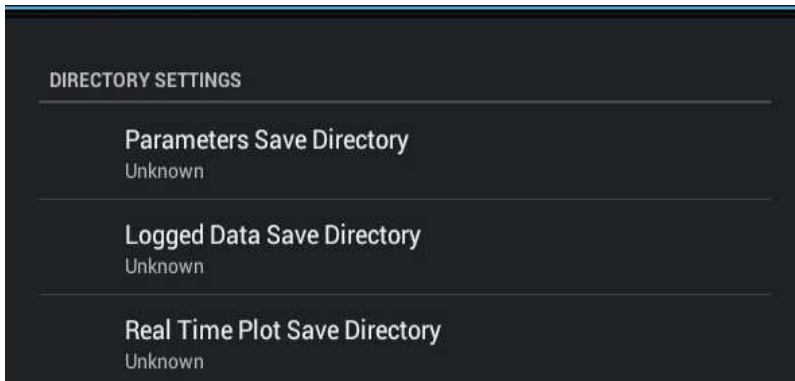 DIRECTORY SETTINGS
Parameters Save Directory
Unknown
Logged Data Save Directory
Unknown
Real Time Plot Save Directory
Unknown